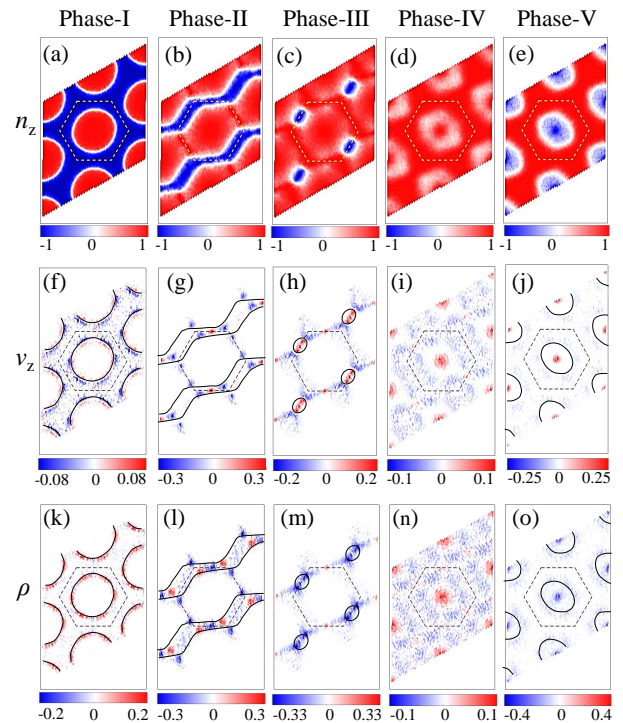 Phase-I Phase-II Phase-III Phase-IV Phase-V
(a) (b) (c) (d) (e)
n_z
-1 0 1 -1 0 1 -1 0 1 -1 0 1 -1 0 1
(f) (g) (h) (i) (j)
v_z
-0.08 0 0.08 -0.3 0 0.3 -0.2 0 0.2 -0.1 0 0.1 -0.25 0 0.25
(k) (l) (m) (n) (o)
ρ
-0.2 0 0.2 -0.3 0 0.3 -0.33 0 0.33 -0.1 0 0.1 -0.4 0 0.4